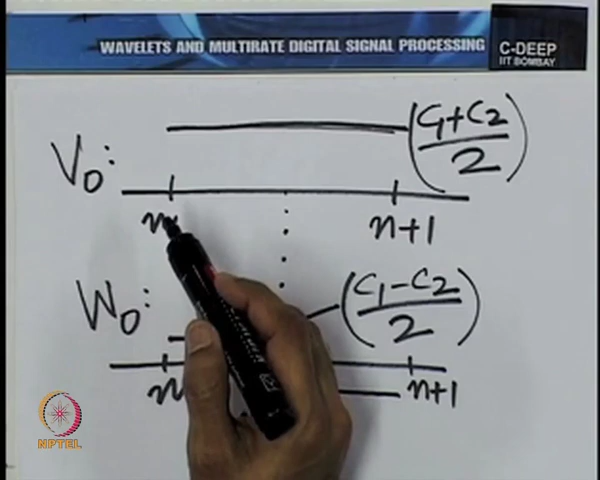 WAVELETS AND MULTIRATE DIGITAL SIGNAL PROCESSING
C-DEEP
IIT BOMBAY
V₀:
(C₁+C₂)/2
n
n+1
W₀:
(C₁-C₂)/2
n
n+1
NPTEL